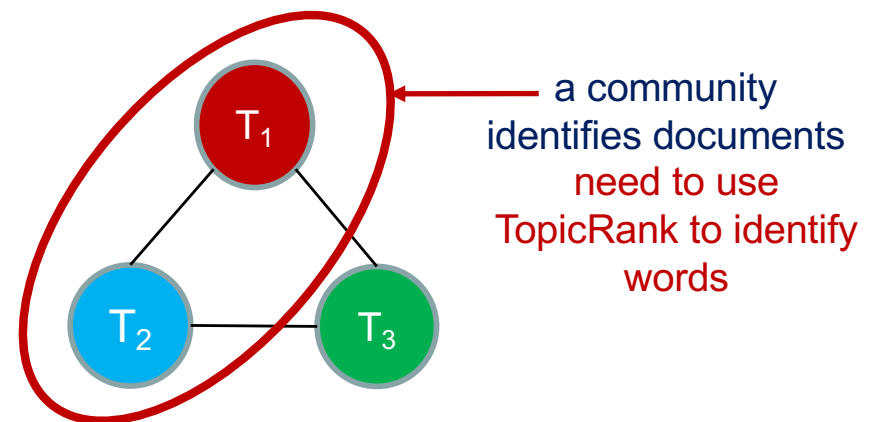 T₁
T₂
T₃
a community
identifies documents
need to use
TopicRank to identify
words